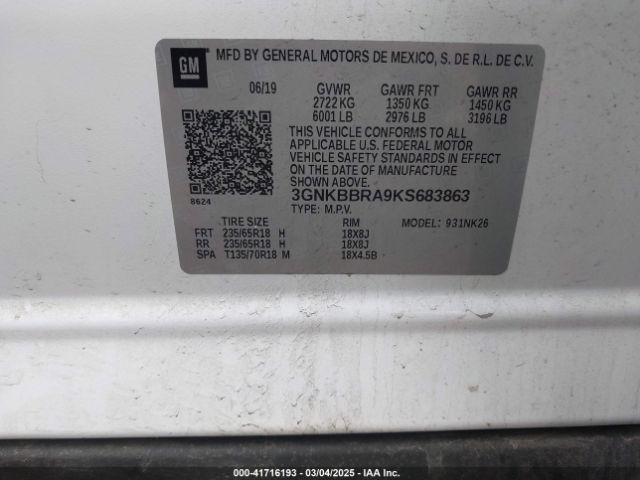 GM
MFD BY GENERAL MOTORS DE MEXICO, S. DE R.L. DE C.V.
06/19 GVWR GAWR FRT GAWR RR
2722 KG 1350 KG 1450 KG
6001 LB 2976 LB 3196 LB
THIS VEHICLE CONFORMS TO ALL
APPLICABLE U.S. FEDERAL MOTOR
VEHICLE SAFETY STANDARDS IN EFFECT
ON THE DATE OF MANUFACTURE
SHOWN ABOVE.
8624 3GNKBBRA9KS683863
TYPE: M.P.V.
TIRE SIZE RIM MODEL: 931NK26
FRT 235/65R18 H 18X8J
RR 235/65R18 H 18X8J
SPA T135/70R18 M 18X4.5B
000-41716193 - 03/04/2025 - IAA Inc.